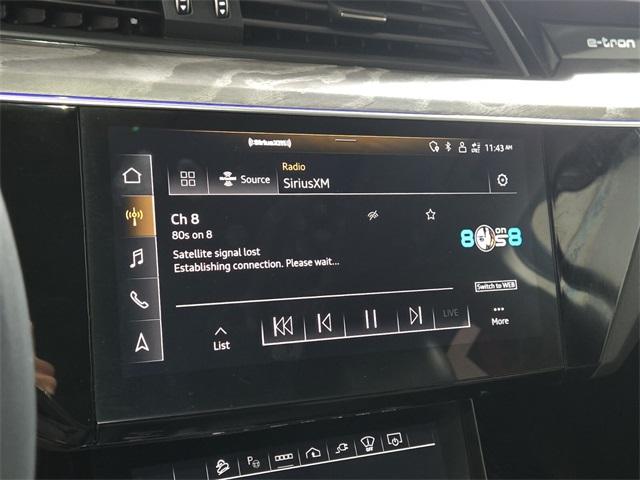 e-tron
((SiriusXM))
11:43 AM
Radio
Source
SiriusXM
Ch 8
80s on 8
Satellite signal lost
Establishing connection. Please wait...
80s on 8
Switch to WEB
List
LIVE
More
P
OFF